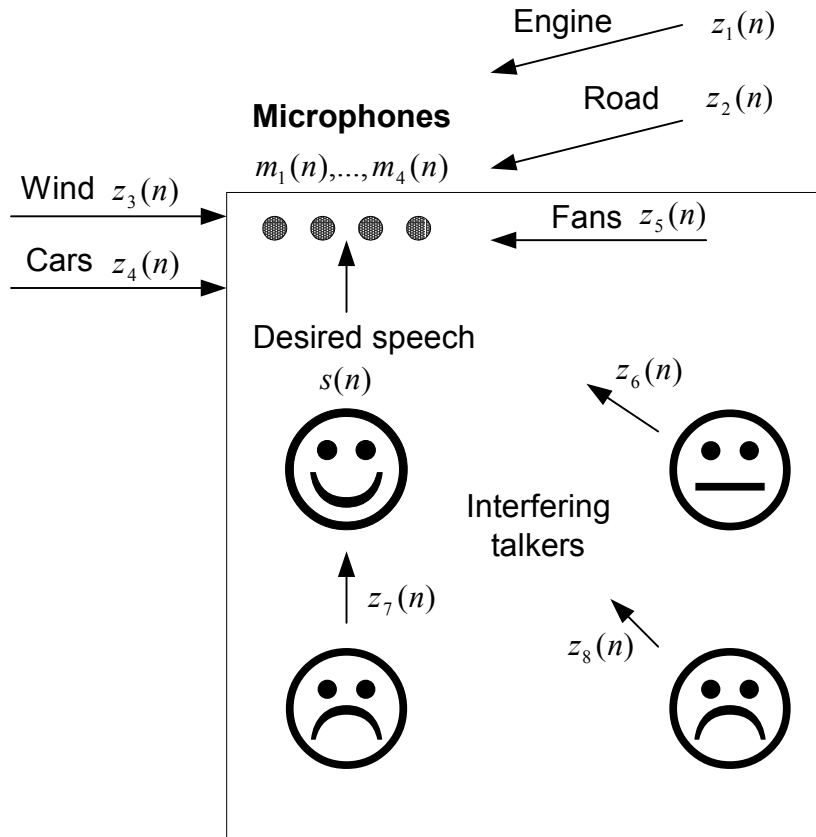 Engine z₁(n)
Road z₂(n)
Microphones
m₁(n),...,m₄(n)
Wind z₃(n)
Fans z₅(n)
Cars z₄(n)
Desired speech
s(n)
z₆(n)
Interfering
talkers
z₇(n)
z₈(n)